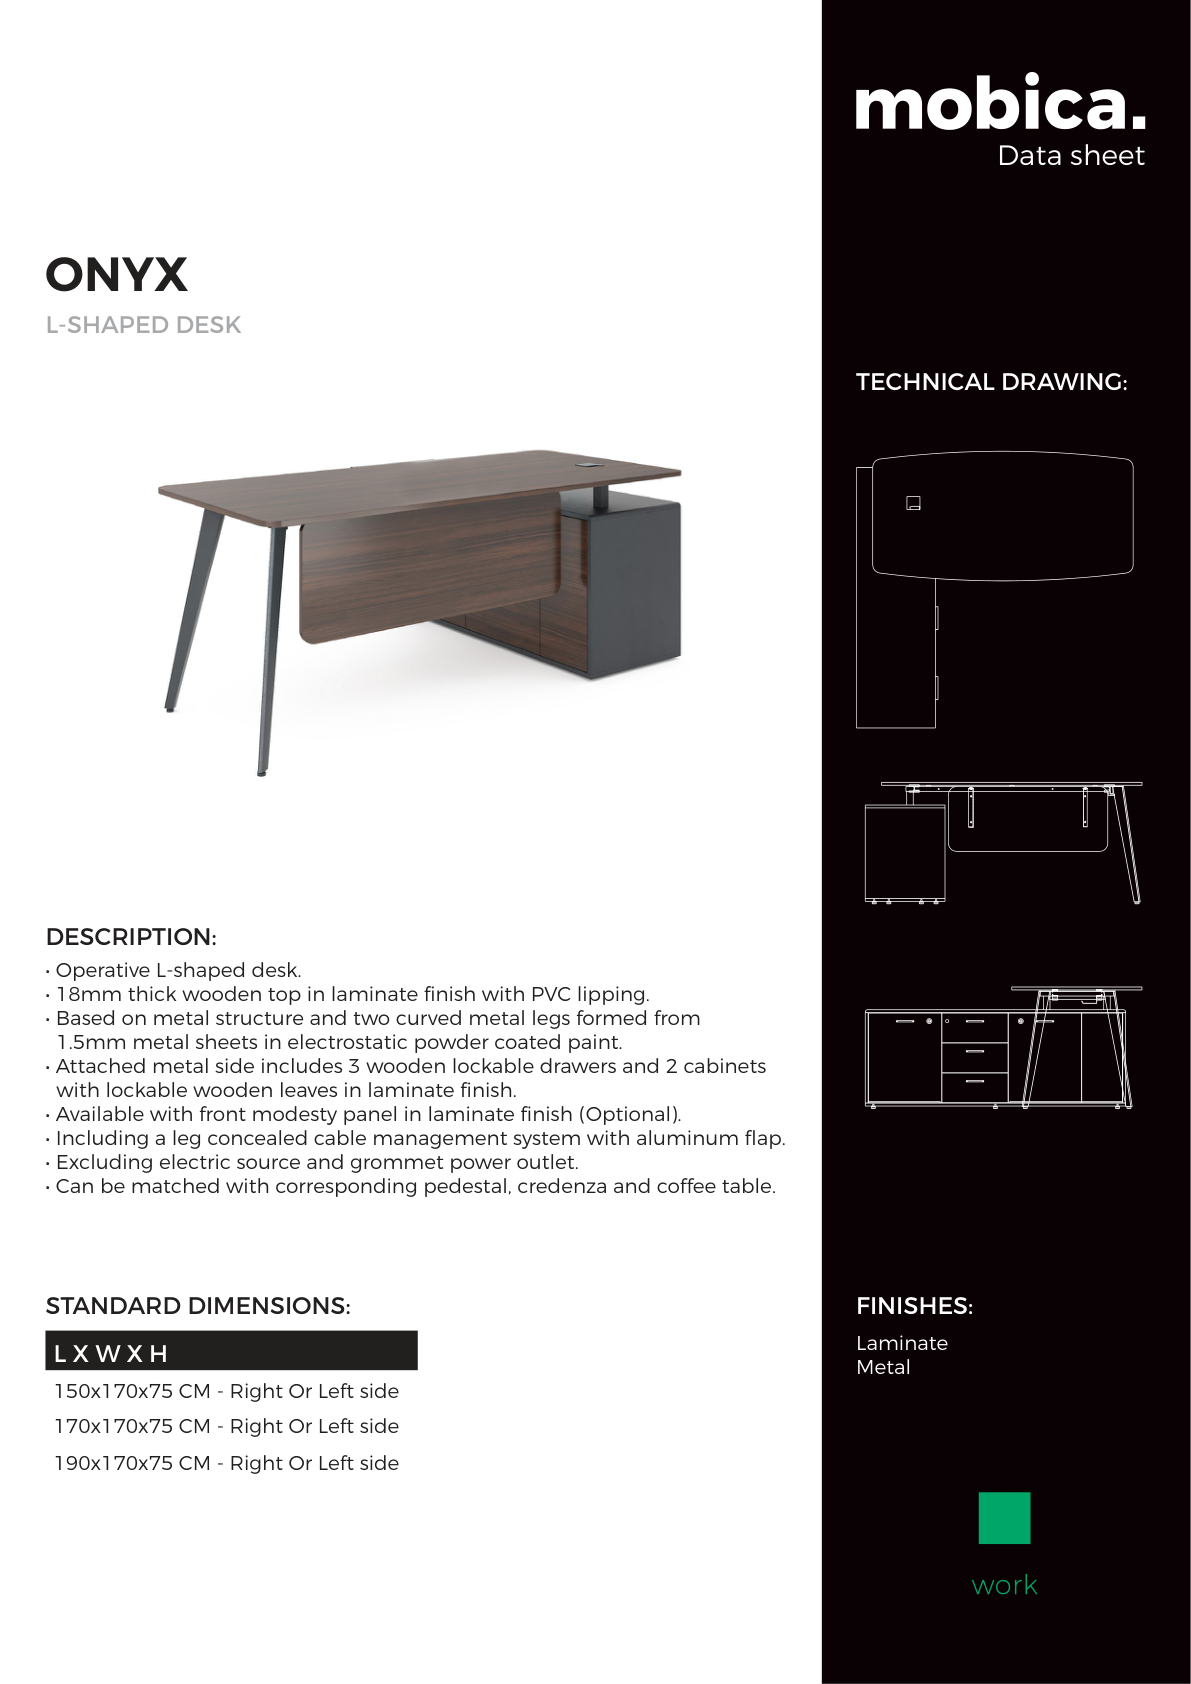 mobica.
Data sheet
ONYX
L-SHAPED DESK
TECHNICAL DRAWING:
DESCRIPTION:
• Operative L-shaped desk.
• 18mm thick wooden top in laminate finish with PVC lipping.
• Based on metal structure and two curved metal legs formed from
1.5mm metal sheets in electrostatic powder coated paint.
• Attached metal side includes 3 wooden lockable drawers and 2 cabinets
with lockable wooden leaves in laminate finish.
• Available with front modesty panel in laminate finish (Optional).
• Including a leg concealed cable management system with aluminum flap.
• Excluding electric source and grommet power outlet.
• Can be matched with corresponding pedestal, credenza and coffee table.
STANDARD DIMENSIONS:
L X W X H
150x170x75 CM - Right Or Left side
170x170x75 CM - Right Or Left side
190x170x75 CM - Right Or Left side
FINISHES:
Laminate
Metal
work